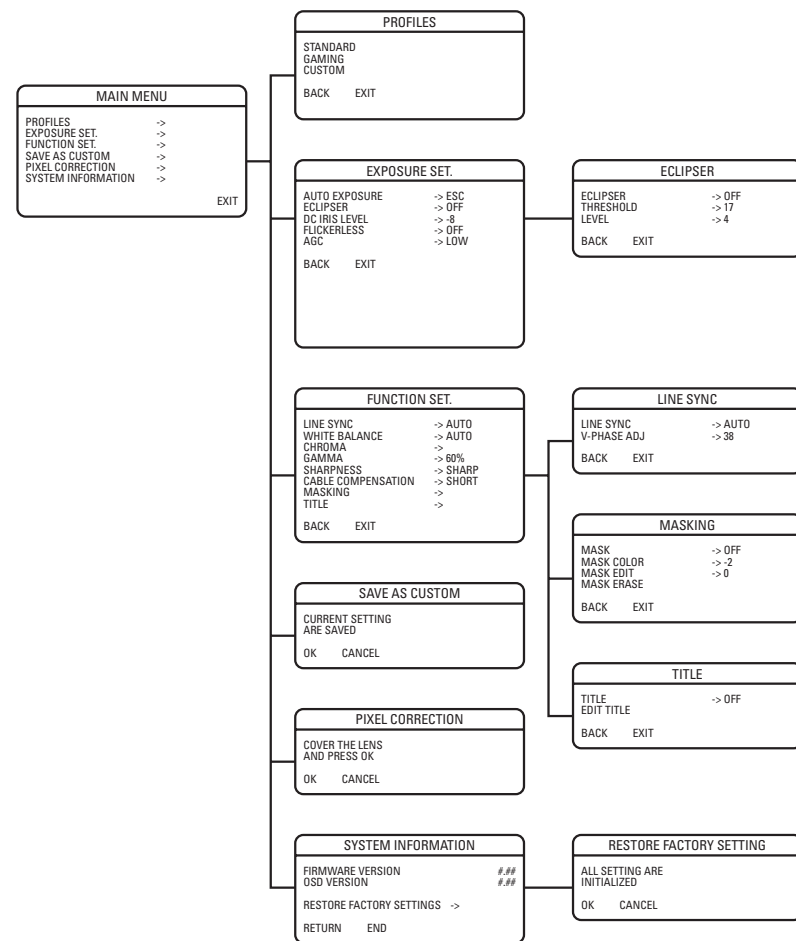 MAIN MENU
PROFILES ->
EXPOSURE SET. ->
FUNCTION SET. ->
SAVE AS CUSTOM ->
PIXEL CORRECTION ->
SYSTEM INFORMATION ->
EXIT
PROFILES
STANDARD
GAMING
CUSTOM
BACK EXIT
EXPOSURE SET.
AUTO EXPOSURE -> ESC
ECLIPSER -> OFF
DC IRIS LEVEL -> -8
FLICKERLESS -> OFF
AGC -> LOW
BACK EXIT
ECLIPSER
ECLIPSER -> OFF
THRESHOLD -> 17
LEVEL -> 4
BACK EXIT
FUNCTION SET.
LINE SYNC -> AUTO
WHITE BALANCE -> AUTO
CHROMA ->
GAMMA -> 60%
SHARPNESS -> SHARP
CABLE COMPENSATION -> SHORT
MASKING ->
TITLE ->
BACK EXIT
LINE SYNC
LINE SYNC -> AUTO
V-PHASE ADJ -> 38
BACK EXIT
MASKING
MASK -> OFF
MASK COLOR -> -2
MASK EDIT -> 0
MASK ERASE
BACK EXIT
TITLE
TITLE -> OFF
EDIT TITLE
BACK EXIT
SAVE AS CUSTOM
CURRENT SETTING
ARE SAVED
OK CANCEL
PIXEL CORRECTION
COVER THE LENS
AND PRESS OK
OK CANCEL
SYSTEM INFORMATION
FIRMWARE VERSION #.##
OSD VERSION #.##
RESTORE FACTORY SETTINGS ->
RETURN END
RESTORE FACTORY SETTING
ALL SETTING ARE
INITIALIZED
OK CANCEL